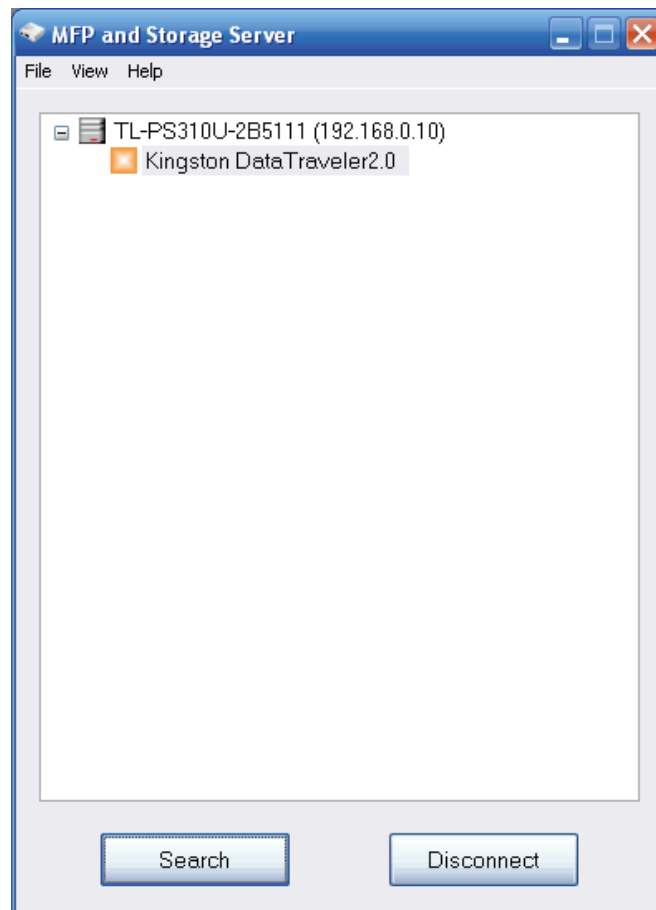 MFP and Storage Server
File View Help
TL-PS310U-2B5111 (192.168.0.10)
Kingston DataTraveler2.0
Search Disconnect